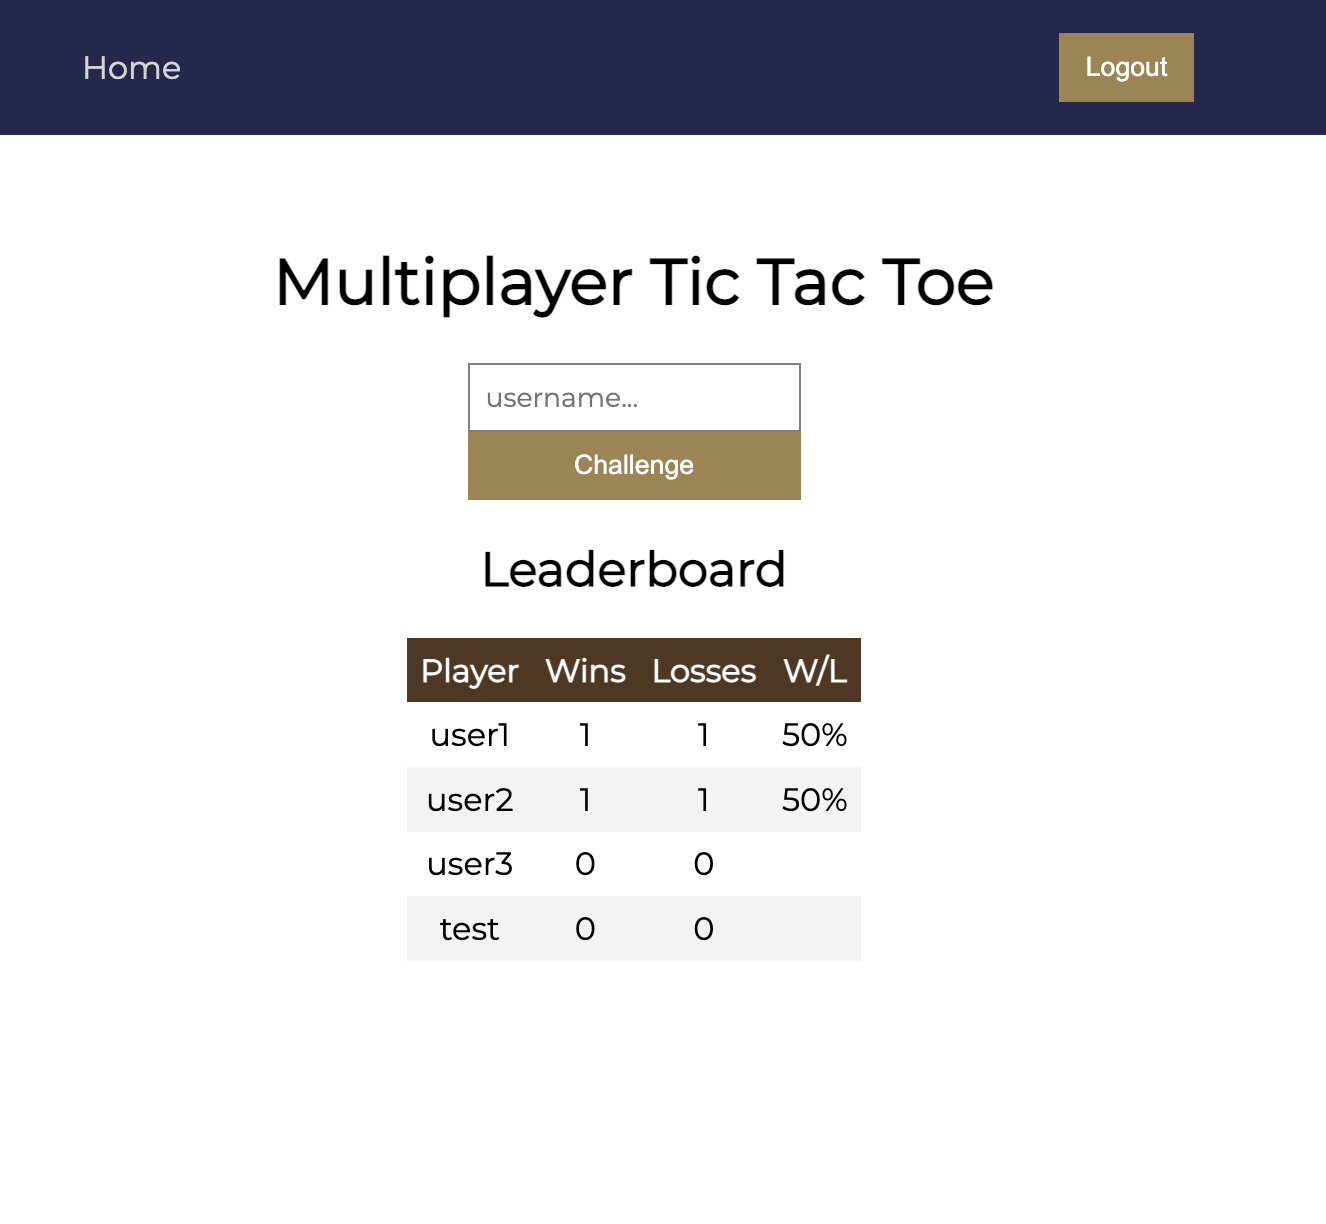 Home Logout
Multiplayer Tic Tac Toe
username...
Challenge
Leaderboard
Player Wins Losses W/L
user1 1 1 50%
user2 1 1 50%
user3 0 0
test 0 0